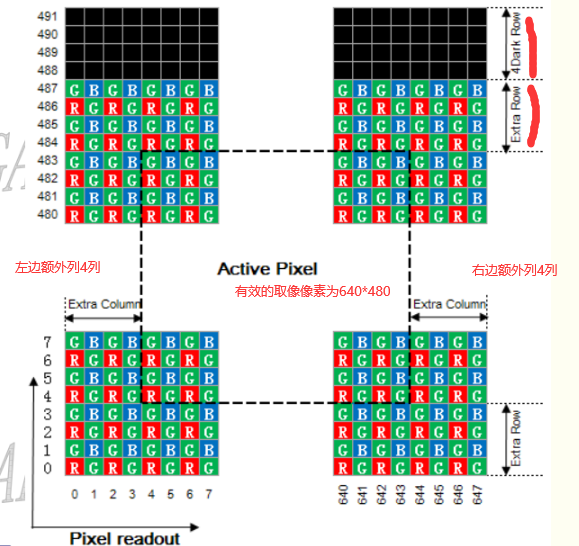 491
490
489
488
4Dark Row
487 G B G B G B G B G B G B G B G B
486 R G R G R G R G R G R G R G R G
485 G B G B G B G B G B G B G B G B
484 R G R G R G R G R G R G R G R G
Extra Row
483 G B G B G B G B G B G B G B G B
482 R G R G R G R G R G R G R G R G
481 G B G B G B G B G B G B G B G B
480 R G R G R G R G R G R G R G R G
左边额外列4列
Active Pixel
右边额外列4列
有效的取像像素为640*480
Extra Column
Extra Column
7 G B G B G B G B G B G B G B G B
6 R G R G R G R G R G R G R G R G
5 G B G B G B G B G B G B G B G B
4 R G R G R G R G R G R G R G R G
3 G B G B G B G B G B G B G B G B
2 R G R G R G R G R G R G R G R G
1 G B G B G B G B G B G B G B G B
0 R G R G R G R G R G R G R G R G
Extra Row
0 1 2 3 4 5 6 7 640 641 642 643 644 645 646 647
Pixel readout